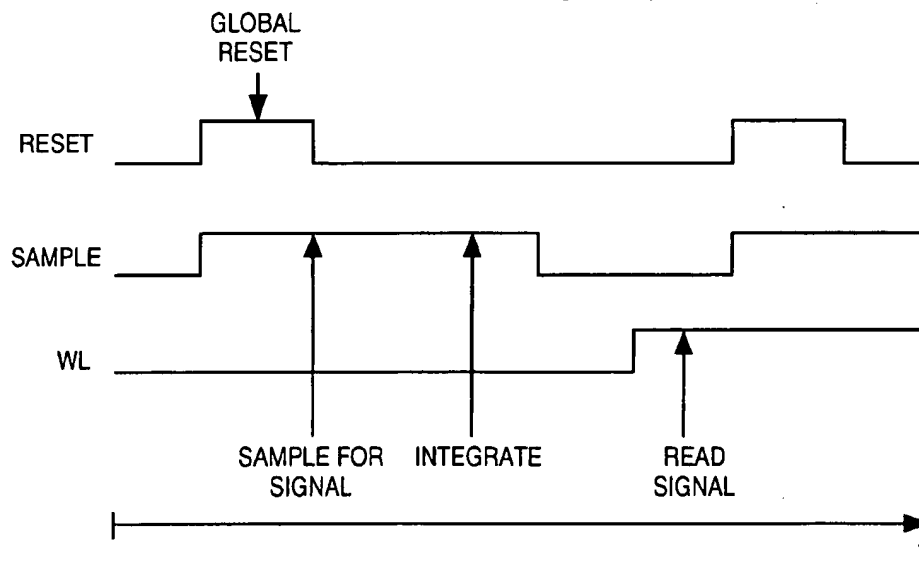 GLOBAL
RESET
RESET
SAMPLE
WL
SAMPLE FOR
SIGNAL
INTEGRATE
READ
SIGNAL